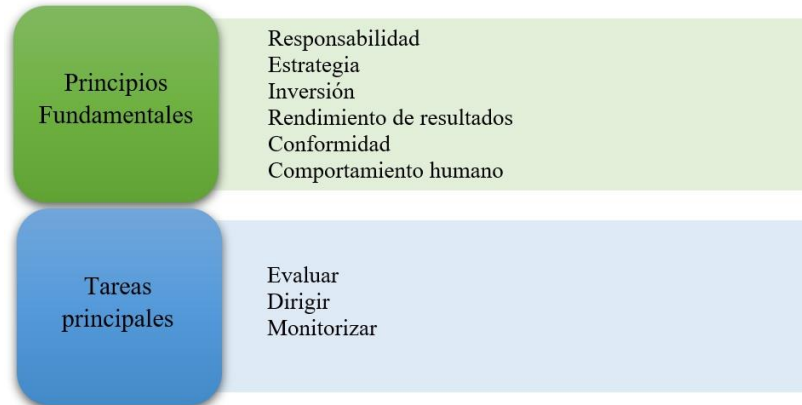 Principios
Fundamentales
Responsabilidad
Estrategia
Inversión
Rendimiento de resultados
Conformidad
Comportamiento humano
Tareas
principales
Evaluar
Dirigir
Monitorizar